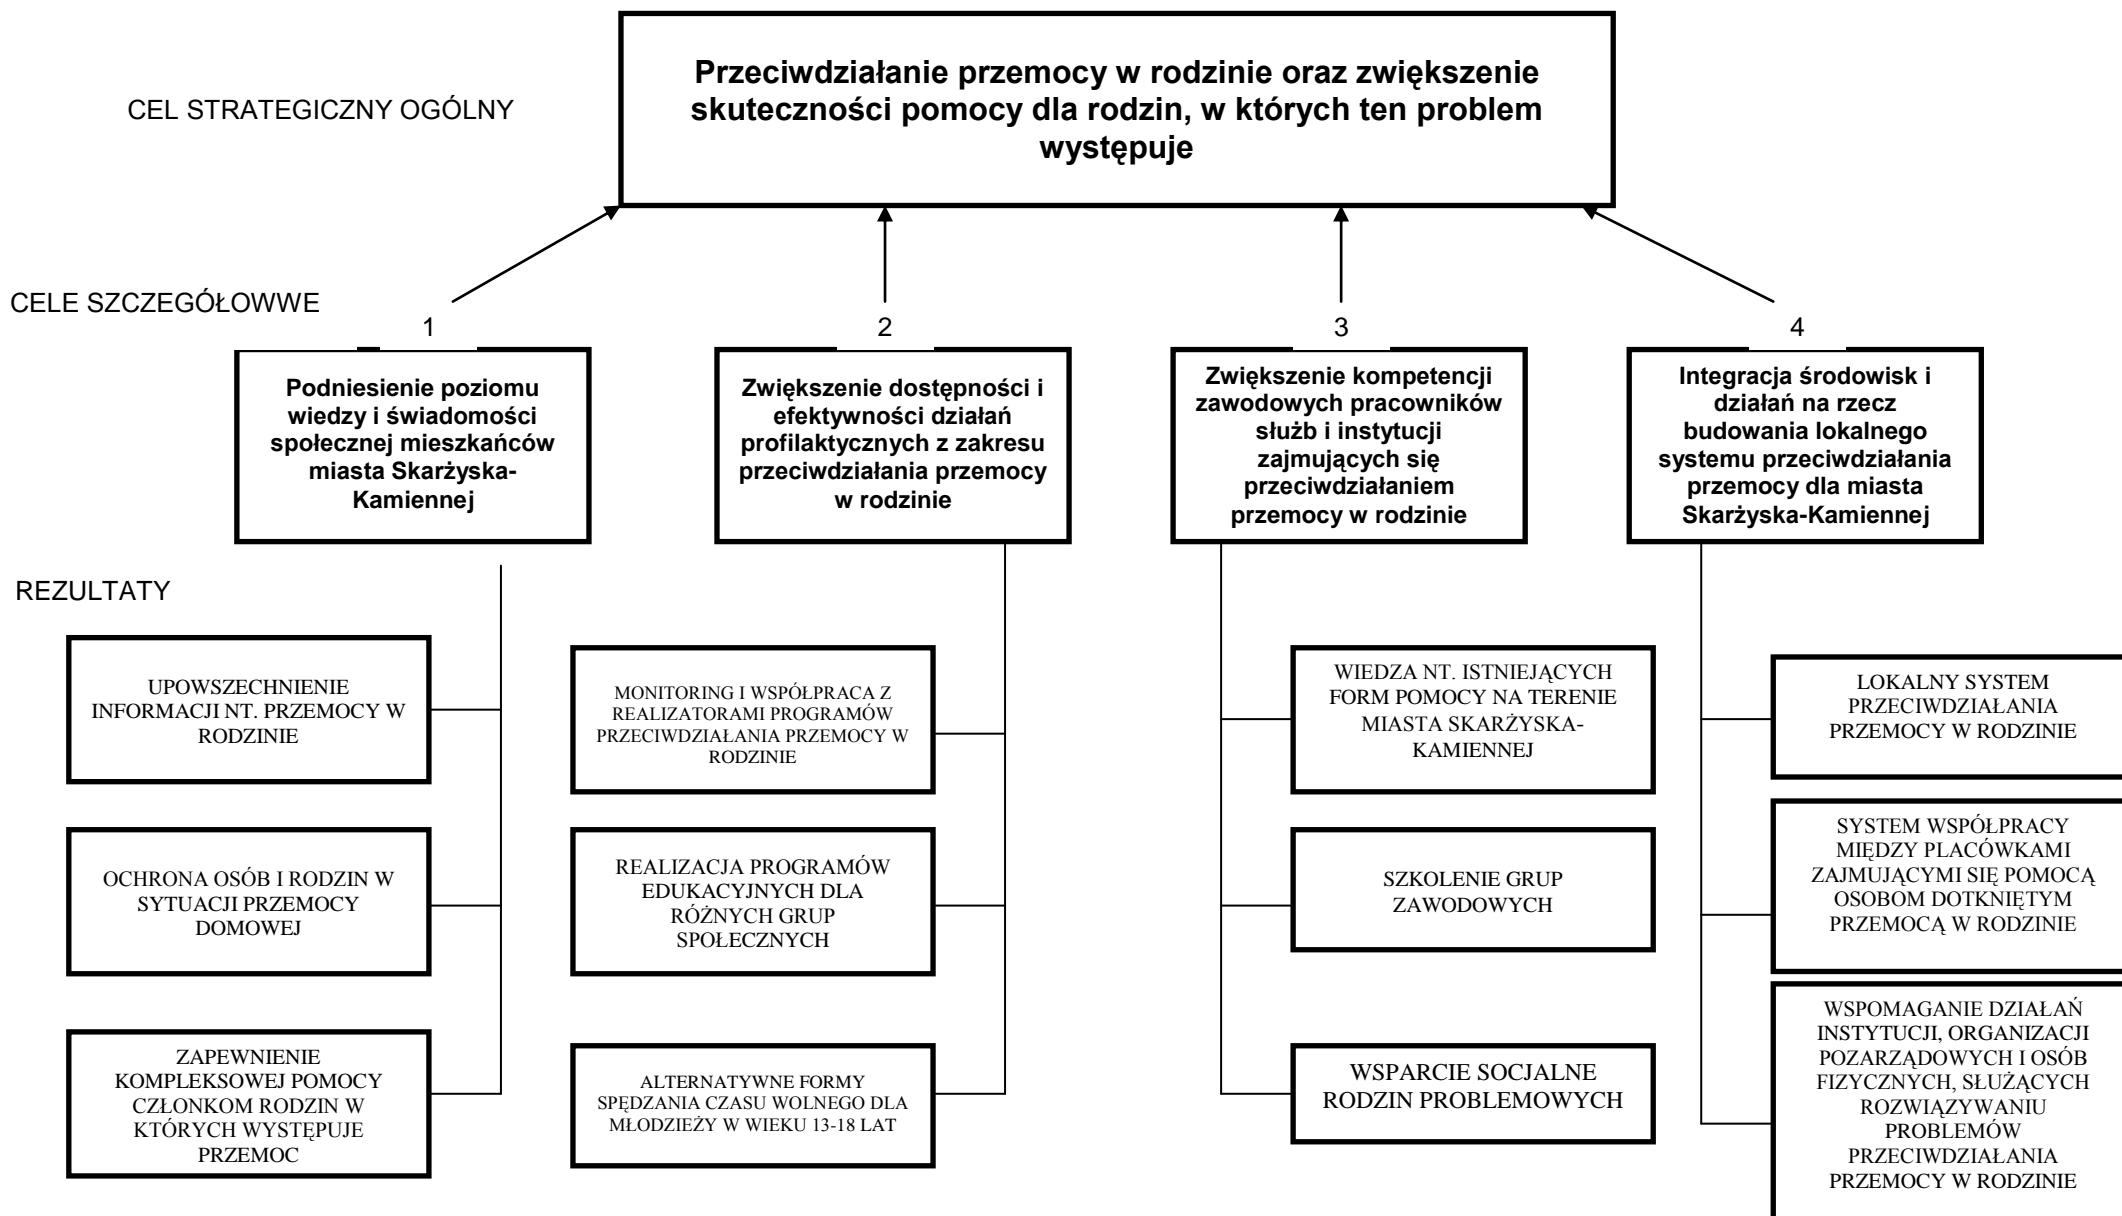 CEL STRATEGICZNY OGÓLNY
Przeciwdziałanie przemocy w rodzinie oraz zwiększenie
skuteczności pomocy dla rodzin, w których ten problem
występuje
CELE SZCZEGÓŁOWWE
1
2
3
4
Podniesienie poziomu
wiedzy i świadomości
społecznej mieszkańców
miasta Skarżyska-
Kamiennej
Zwiększenie dostępności i
efektywności działań
profilaktycznych z zakresu
przeciwdziałania przemocy
w rodzinie
Zwiększenie kompetencji
zawodowych pracowników
służb i instytucji
zajmujących się
przeciwdziałaniem
przemocy w rodzinie
Integracja środowisk i
działań na rzecz
budowania lokalnego
systemu przeciwdziałania
przemocy dla miasta
Skarżyska-Kamiennej
REZULTATY
UPOWSZECHNIENIE
INFORMACJI NT. PRZEMOCY W
RODZINIE
OCHRONA OSÓB I RODZIN W
SYTUACJI PRZEMOCY
DOMOWEJ
ZAPEWNIENIE
KOMPLEKSOWEJ POMOCY
CZŁONKOM RODZIN W
KTÓRYCH WYSTĘPUJE
PRZEMOC
MONITORING I WSPÓŁPRACA Z
REALIZATORAMI PROGRAMÓW
PRZECIWDZIAŁANIA PRZEMOCY W
RODZINIE
REALIZACJA PROGRAMÓW
EDUKACYJNYCH DLA
RÓŻNYCH GRUP
SPOŁECZNYCH
ALTERNATYWNE FORMY
SPĘDZANIA CZASU WOLNEGO DLA
MŁODZIEŻY W WIEKU 13-18 LAT
WIEDZA NT. ISTNIEJĄCYCH
FORM POMOCY NA TERENIE
MIASTA SKARŻYSKA-
KAMIENNEJ
SZKOLENIE GRUP
ZAWODOWYCH
WSPARCIE SOCJALNE
RODZIN PROBLEMOWYCH
LOKALNY SYSTEM
PRZECIWDZIAŁANIA
PRZEMOCY W RODZINIE
SYSTEM WSPÓŁPRACY
MIĘDZY PLACÓWKAMI
ZAJMUJĄCYMI SIĘ POMOCĄ
OSOBOM DOTKNIĘTYM
PRZEMOCĄ W RODZINIE
WSPOMAGANIE DZIAŁAŃ
INSTYTUCJI, ORGANIZACJI
POZARZĄDOWYCH I OSÓB
FIZYCZNYCH, SŁUŻĄCYCH
ROZWIĄZYWANIU
PROBLEMÓW
PRZECIWDZIAŁANIA
PRZEMOCY W RODZINIE